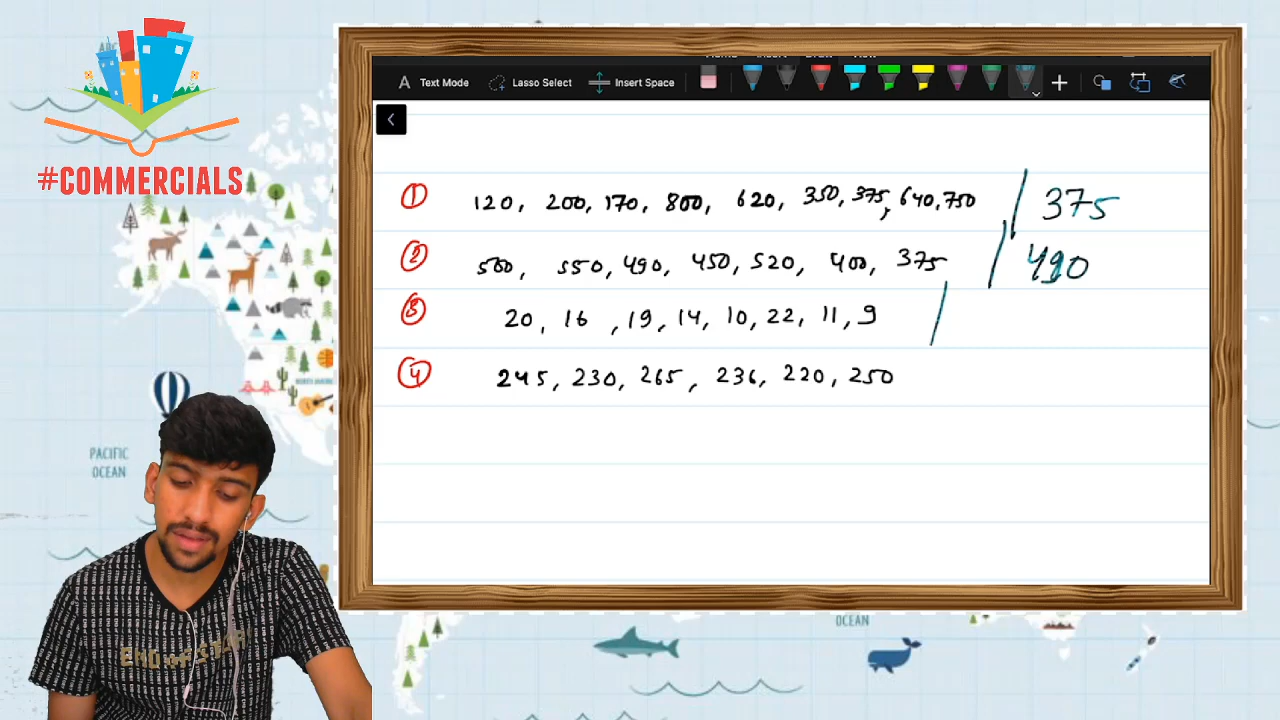 #COMMERCIALS
Text Mode Lasso Select Insert Space
① 120, 200, 170, 800, 620, 350, 375, 640, 750 / 375
② 500, 550, 490, 450, 520, 400, 375 / 490
③ 20, 16, 19, 14, 10, 22, 11, 9 /
④ 245, 230, 265, 236, 220, 250
PACIFIC
OCEAN
OCEAN